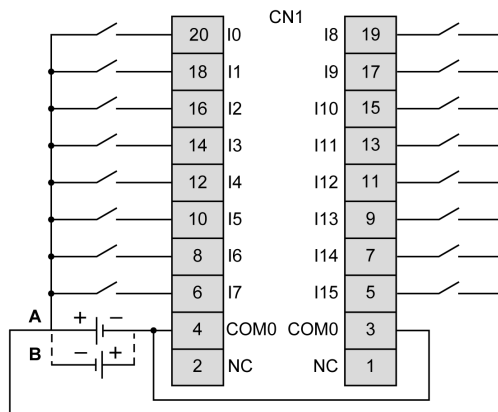 CN1
20 I0 I8 19
18 I1 I9 17
16 I2 I10 15
14 I3 I11 13
12 I4 I12 11
10 I5 I13 9
8 I6 I14 7
6 I7 I15 5
A + − 4 COM0 COM0 3
B − + 2 NC NC 1